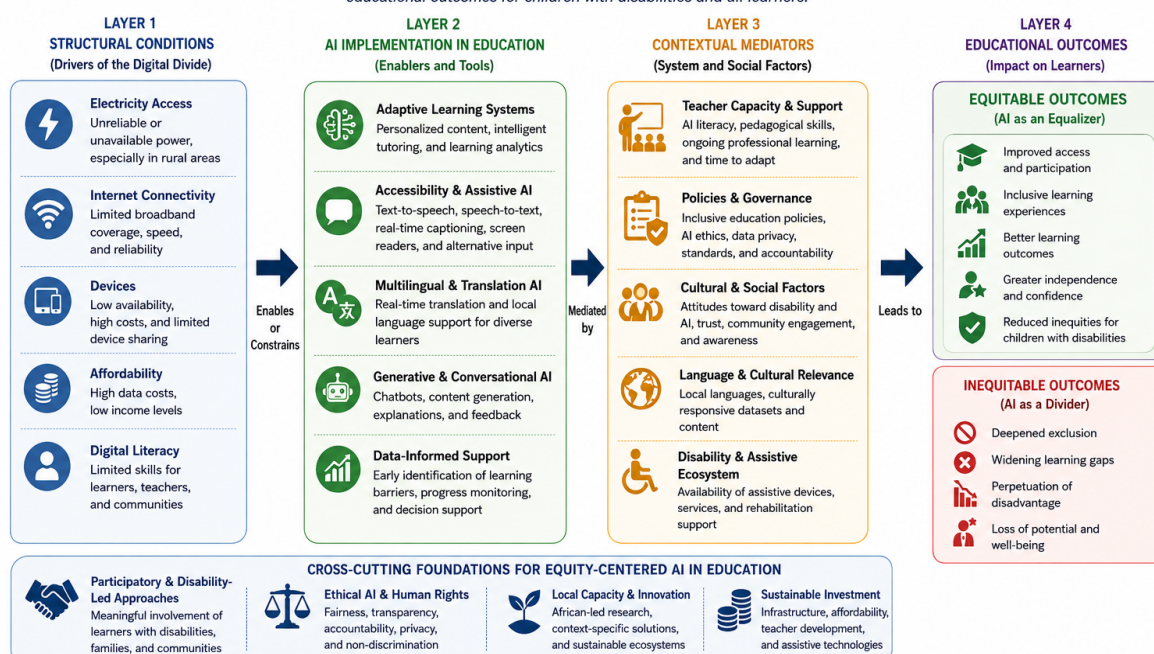 educational outcomes for children with disabilities and all learners.
LAYER 1
STRUCTURAL CONDITIONS
(Drivers of the Digital Divide)
Electricity Access
Unreliable or
unavailable power,
especially in rural areas
Internet Connectivity
Limited broadband
coverage, speed,
and reliability
Devices
Low availability,
high costs, and limited
device sharing
Affordability
High data costs,
low income levels
Digital Literacy
Limited skills for
learners, teachers,
and communities
Enables
or
Constrains
LAYER 2
AI IMPLEMENTATION IN EDUCATION
(Enablers and Tools)
Adaptive Learning Systems
Personalized content, intelligent
tutoring, and learning analytics
Accessibility & Assistive AI
Text-to-speech, speech-to-text,
real-time captioning, screen
readers, and alternative input
A
文
Multilingual & Translation AI
Real-time translation and local
language support for diverse
learners
Generative & Conversational AI
Chatbots, content generation,
explanations, and feedback
Data-Informed Support
Early identification of learning
barriers, progress monitoring,
and decision support
Mediated
by
LAYER 3
CONTEXTUAL MEDIATORS
(System and Social Factors)
Teacher Capacity & Support
AI literacy, pedagogical skills,
ongoing professional learning,
and time to adapt
Policies & Governance
Inclusive education policies,
AI ethics, data privacy,
standards, and accountability
Cultural & Social Factors
Attitudes toward disability and
AI, trust, community engagement,
and awareness
Language & Cultural Relevance
Local languages, culturally
responsive datasets and
content
Disability & Assistive
Ecosystem
Availability of assistive devices,
services, and rehabilitation
support
Leads to
LAYER 4
EDUCATIONAL OUTCOMES
(Impact on Learners)
EQUITABLE OUTCOMES
(AI as an Equalizer)
Improved access
and participation
Inclusive learning
experiences
Better learning
outcomes
Greater independence
and confidence
Reduced inequities for
children with disabilities
INEQUITABLE OUTCOMES
(AI as a Divider)
Deepened exclusion
Widening learning gaps
Perpetuation of
disadvantage
Loss of potential and
well-being
CROSS-CUTTING FOUNDATIONS FOR EQUITY-CENTERED AI IN EDUCATION
Participatory & Disability-
Led Approaches
Meaningful involvement of
learners with disabilities,
families, and communities
Ethical AI & Human Rights
Fairness, transparency,
accountability, privacy,
and non-discrimination
Local Capacity & Innovation
African-led research,
context-specific solutions,
and sustainable ecosystems
Sustainable Investment
Infrastructure, affordability,
teacher development,
and assistive technologies